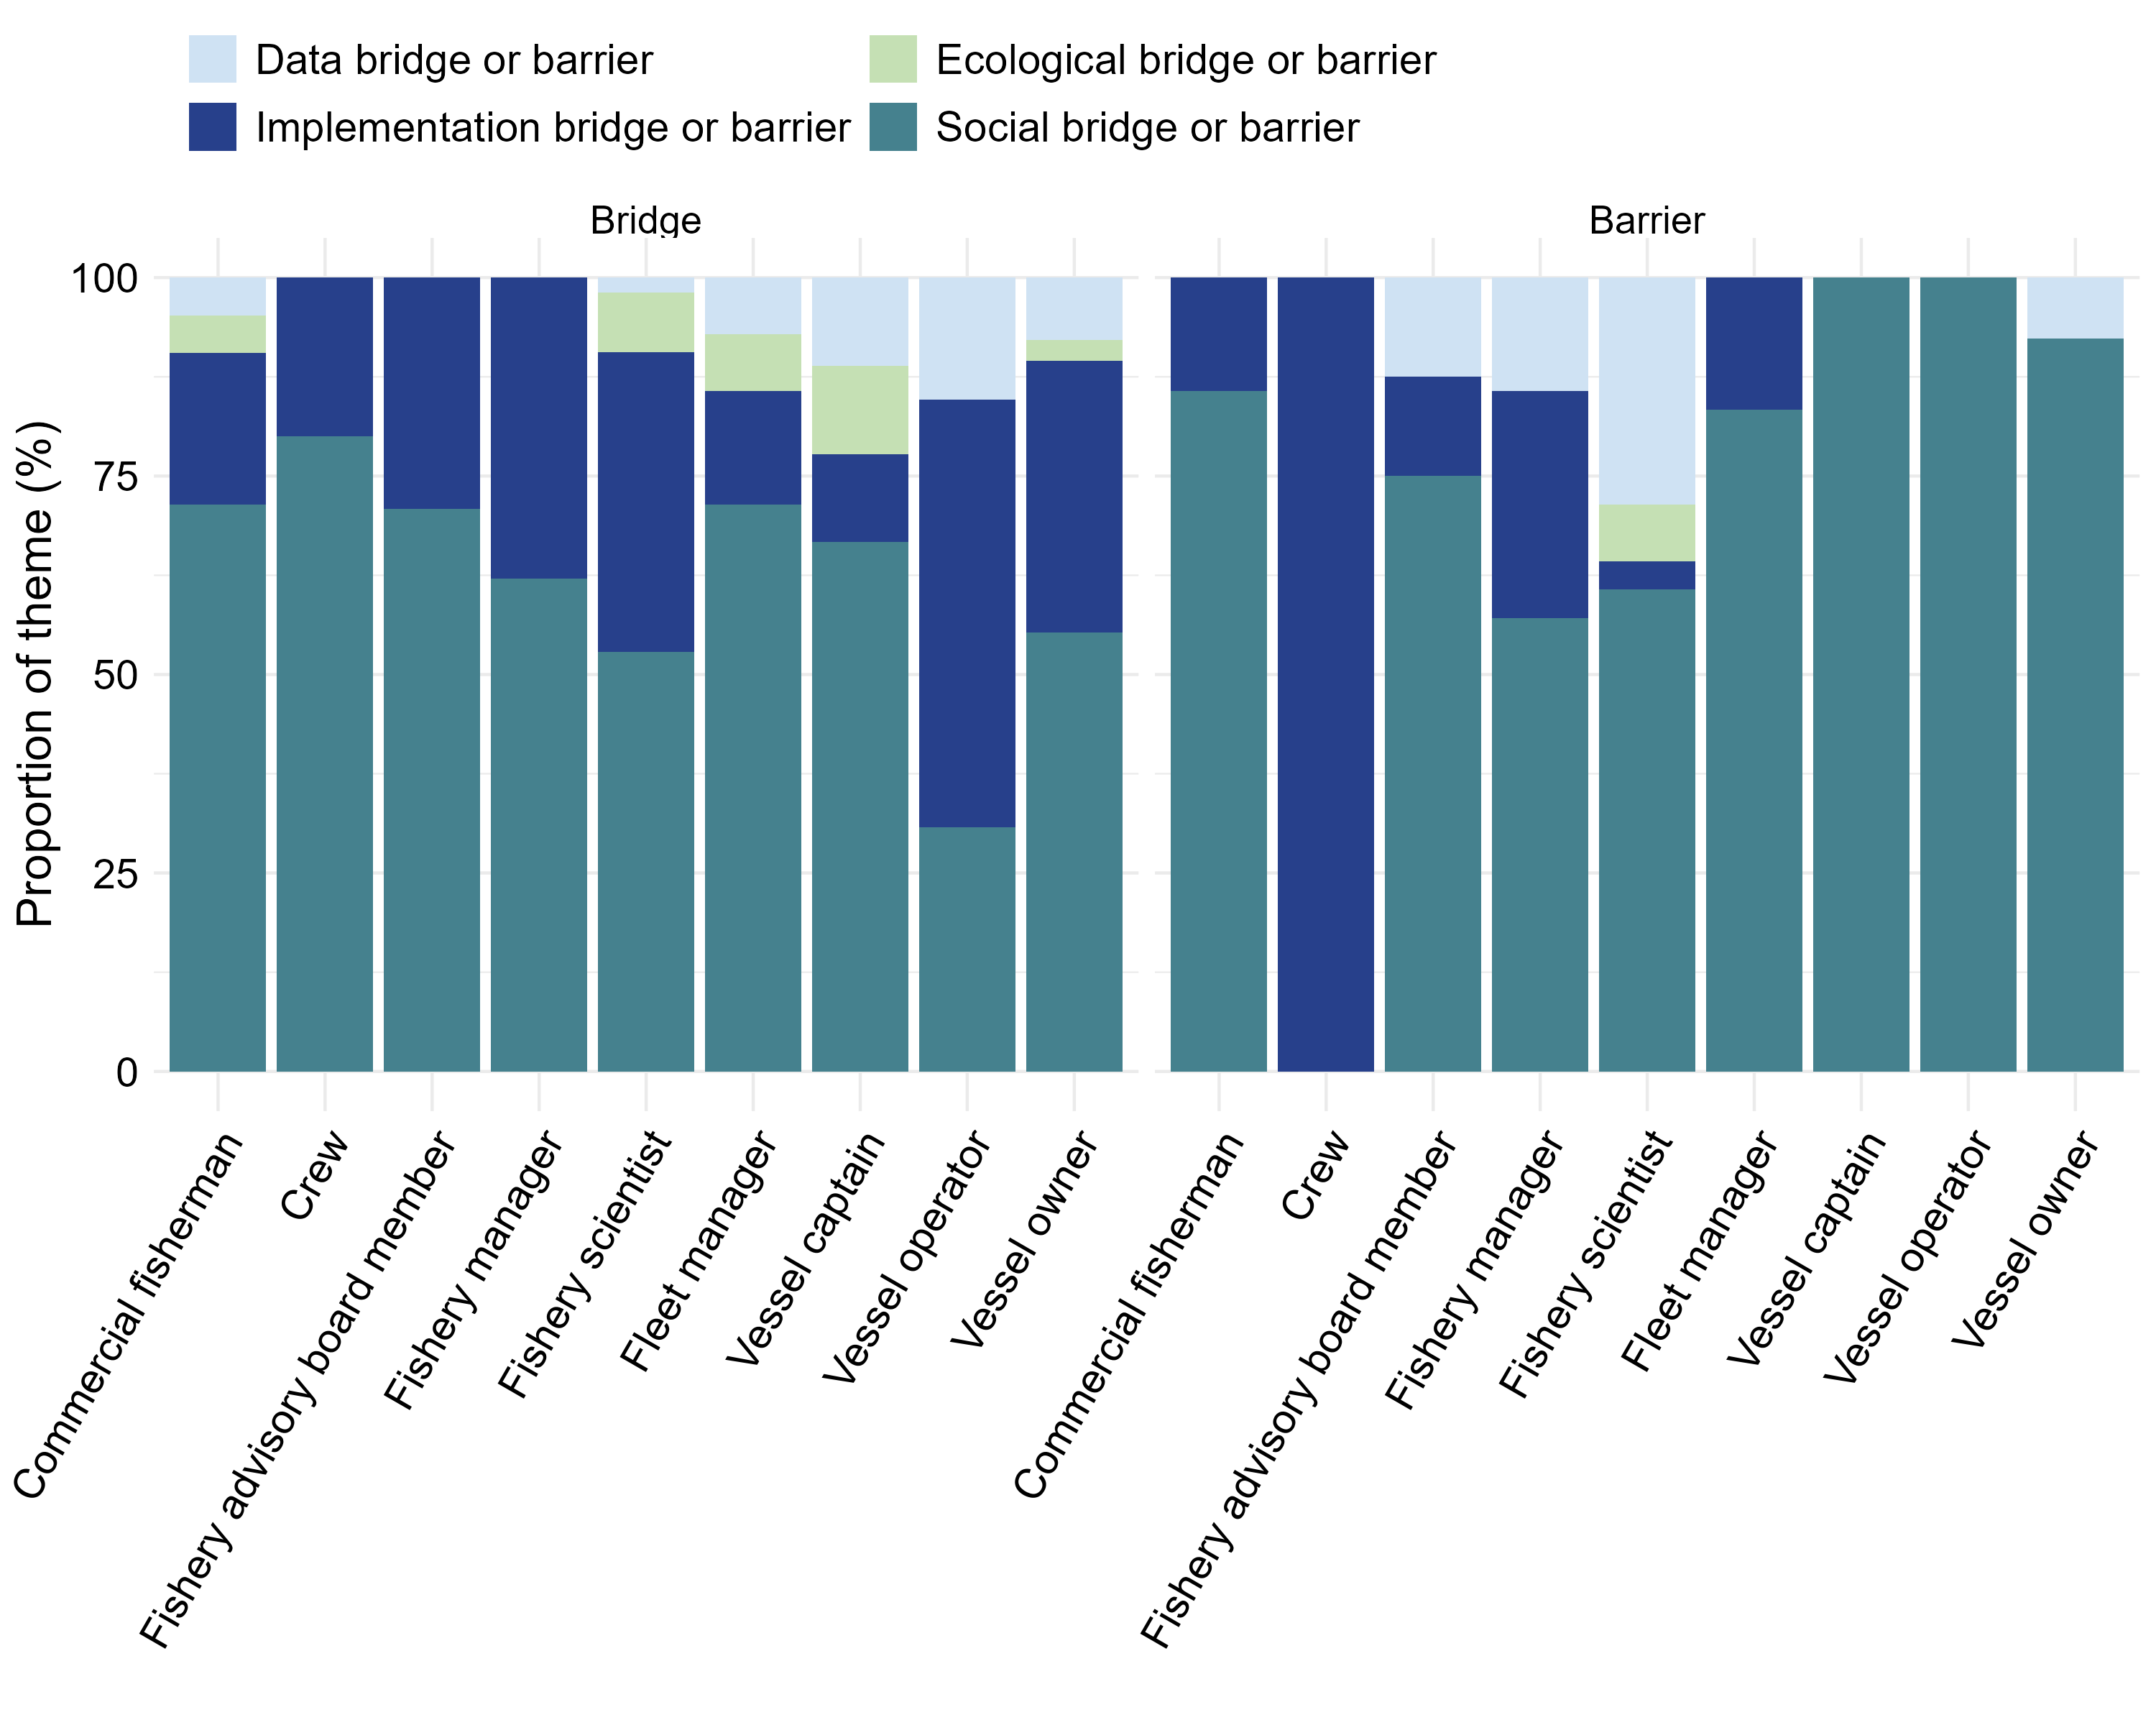 Data bridge or barrier
Ecological bridge or barrier
Implementation bridge or barrier
Social bridge or barrier
Bridge
Barrier
Proportion of theme (%)
100
75
50
25
0
Commercial fisherman
Crew
Fishery advisory board member
Fishery manager
Fishery scientist
Fleet manager
Vessel captain
Vessel operator
Vessel owner
Commercial fisherman
Crew
Fishery advisory board member
Fishery manager
Fishery scientist
Fleet manager
Vessel captain
Vessel operator
Vessel owner